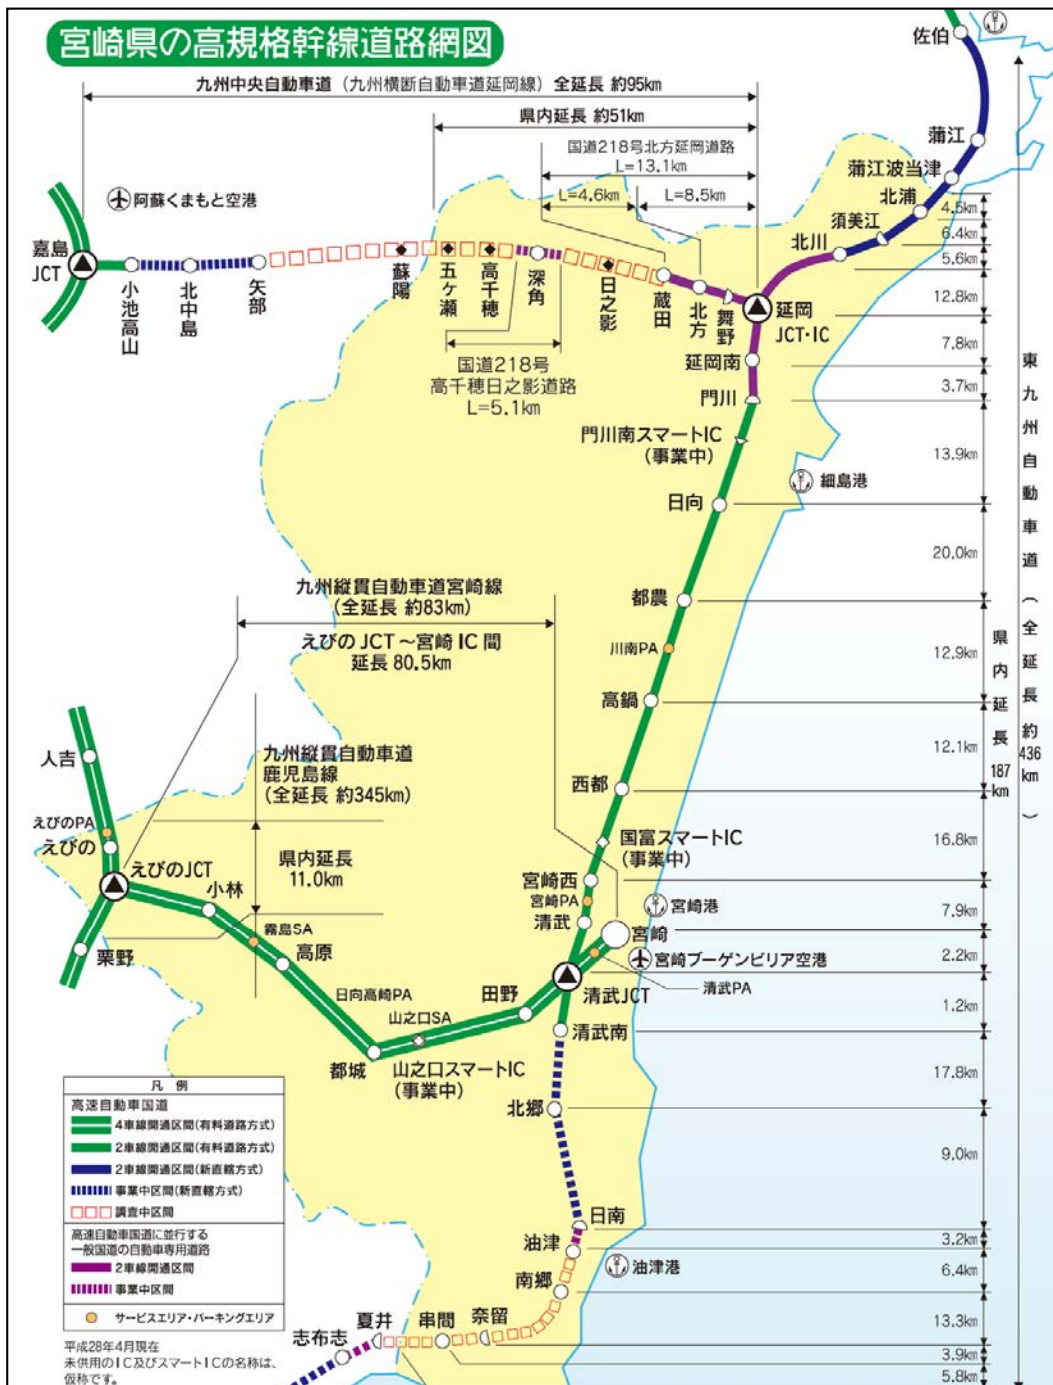 宮崎県の高規格幹線道路網図
九州中央自動車道（九州横断自動車道延岡線）全延長 約95km
県内延長 約51km
国道218号北方延岡道路
L=13.1km
L=4.6km
L=8.5km
佐伯
蒲江
蒲江波当津
北浦
須美江
北川
阿蘇くまもと空港
嘉島
JCT
小池高山
北中島
矢部
蘇陽
五ヶ瀬
高千穂
深角
日之影
蔵田
北方
舞野
延岡
JCT・IC
国道218号
高千穂日之影道路
L=5.1km
延岡南
門川
門川南スマートIC
（事業中）
細島港
日向
都農
川南PA
高鍋
西都
国富スマートIC
（事業中）
宮崎西
宮崎PA
清武
宮崎港
宮崎
宮崎ブーゲンビリア空港
清武PA
清武JCT
清武南
九州縦貫自動車道宮崎線
（全延長 約83km）
えびの JCT ～宮崎 IC 間
延長 80.5km
人吉
九州縦貫自動車道
鹿児島線
（全延長 約345km）
えびのPA
えびの
えびのJCT
県内延長
11.0km
小林
霧島SA
高原
栗野
日向高崎PA
山之口SA
田野
都城
山之口スマートIC
（事業中）
北郷
日南
油津
油津港
南郷
奈留
串間
夏井
志布志
4.5km
6.4km
5.6km
12.8km
7.8km
3.7km
13.9km
20.0km
12.9km
12.1km
16.8km
7.9km
2.2km
1.2km
17.8km
9.0km
3.2km
6.4km
13.3km
3.9km
5.8km
県内延長 187km
東九州自動車道（全延長 約436km）
凡 例
高速自動車国道
4車線開通区間（有料道路方式）
2車線開通区間（有料道路方式）
2車線開通区間（新直轄方式）
事業中区間（新直轄方式）
調査中区間
高速自動車国道に並行する
一般国道の自動車専用道路
2車線開通区間
事業中区間
サービスエリア・パーキングエリア
平成28年4月現在
未供用のＩＣ及びスマートＩＣの名称は、
仮称です。